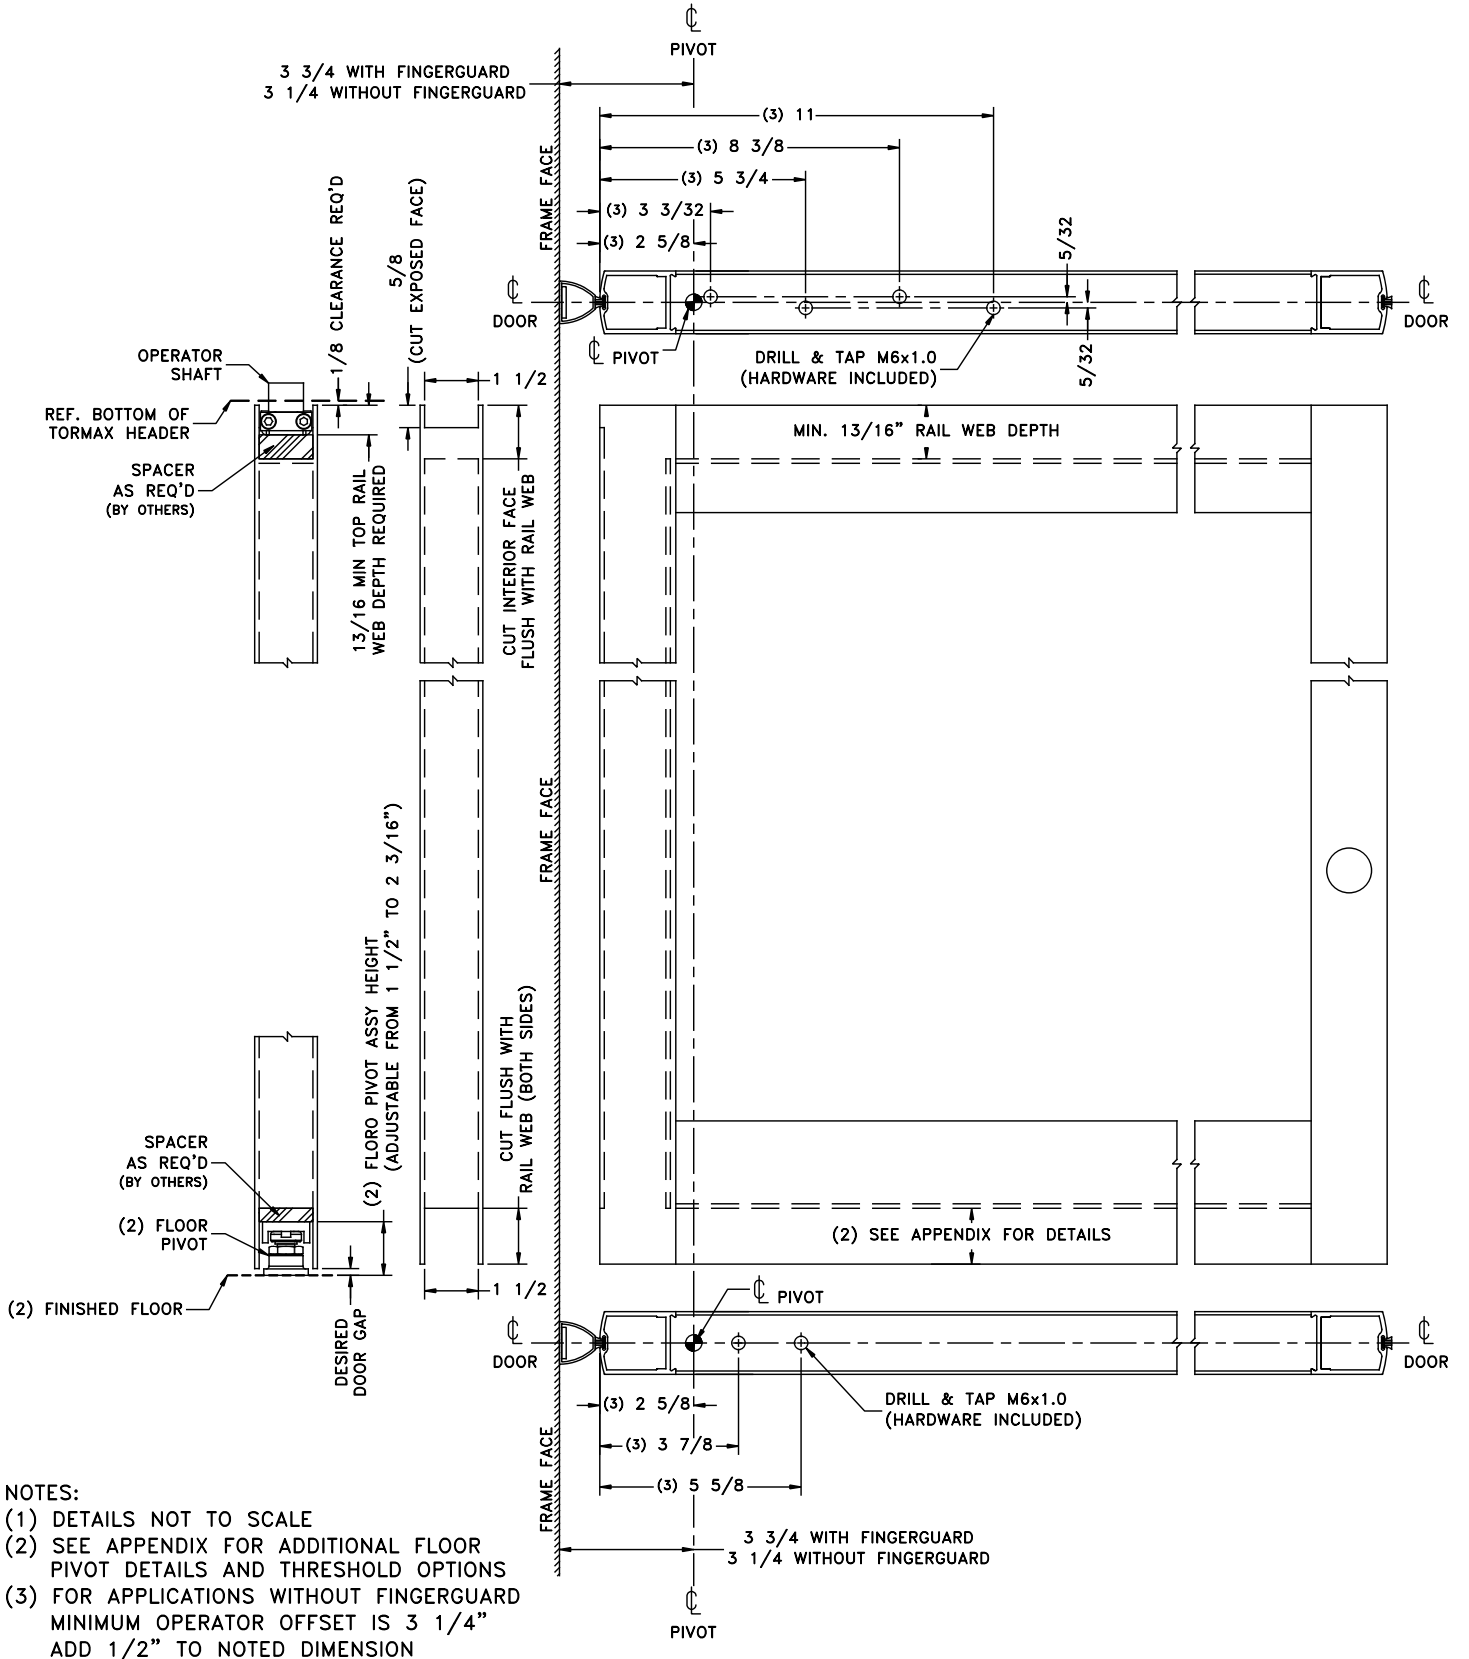 ℄
PIVOT
3 3/4 WITH FINGERGUARD
3 1/4 WITHOUT FINGERGUARD
(3) 11
(3) 8 3/8
(3) 5 3/4
(3) 3 3/32
(3) 2 5/8
FRAME FACE
5/32
5/32
℄
DOOR
℄
DOOR
℄ PIVOT
DRILL & TAP M6x1.0
(HARDWARE INCLUDED)
1/8 CLEARANCE REQ'D
5/8
(CUT EXPOSED FACE)
1 1/2
OPERATOR
SHAFT
REF. BOTTOM OF
TORMAX HEADER
SPACER
AS REQ'D
(BY OTHERS)
13/16 MIN TOP RAIL
WEB DEPTH REQUIRED
CUT INTERIOR FACE
FLUSH WITH RAIL WEB
MIN. 13/16" RAIL WEB DEPTH
FRAME FACE
(2) FLORO PIVOT ASSY HEIGHT
(ADJUSTABLE FROM 1 1/2" TO 2 3/16")
CUT FLUSH WITH
RAIL WEB (BOTH SIDES)
SPACER
AS REQ'D
(BY OTHERS)
(2) FLOOR
PIVOT
(2) FINISHED FLOOR
DESIRED
DOOR GAP
1 1/2
(2) SEE APPENDIX FOR DETAILS
℄ PIVOT
℄
DOOR
℄
DOOR
DRILL & TAP M6x1.0
(HARDWARE INCLUDED)
(3) 2 5/8
(3) 3 7/8
(3) 5 5/8
FRAME FACE
3 3/4 WITH FINGERGUARD
3 1/4 WITHOUT FINGERGUARD
℄
PIVOT
NOTES:
(1) DETAILS NOT TO SCALE
(2) SEE APPENDIX FOR ADDITIONAL FLOOR
PIVOT DETAILS AND THRESHOLD OPTIONS
(3) FOR APPLICATIONS WITHOUT FINGERGUARD
MINIMUM OPERATOR OFFSET IS 3 1/4"
ADD 1/2" TO NOTED DIMENSION